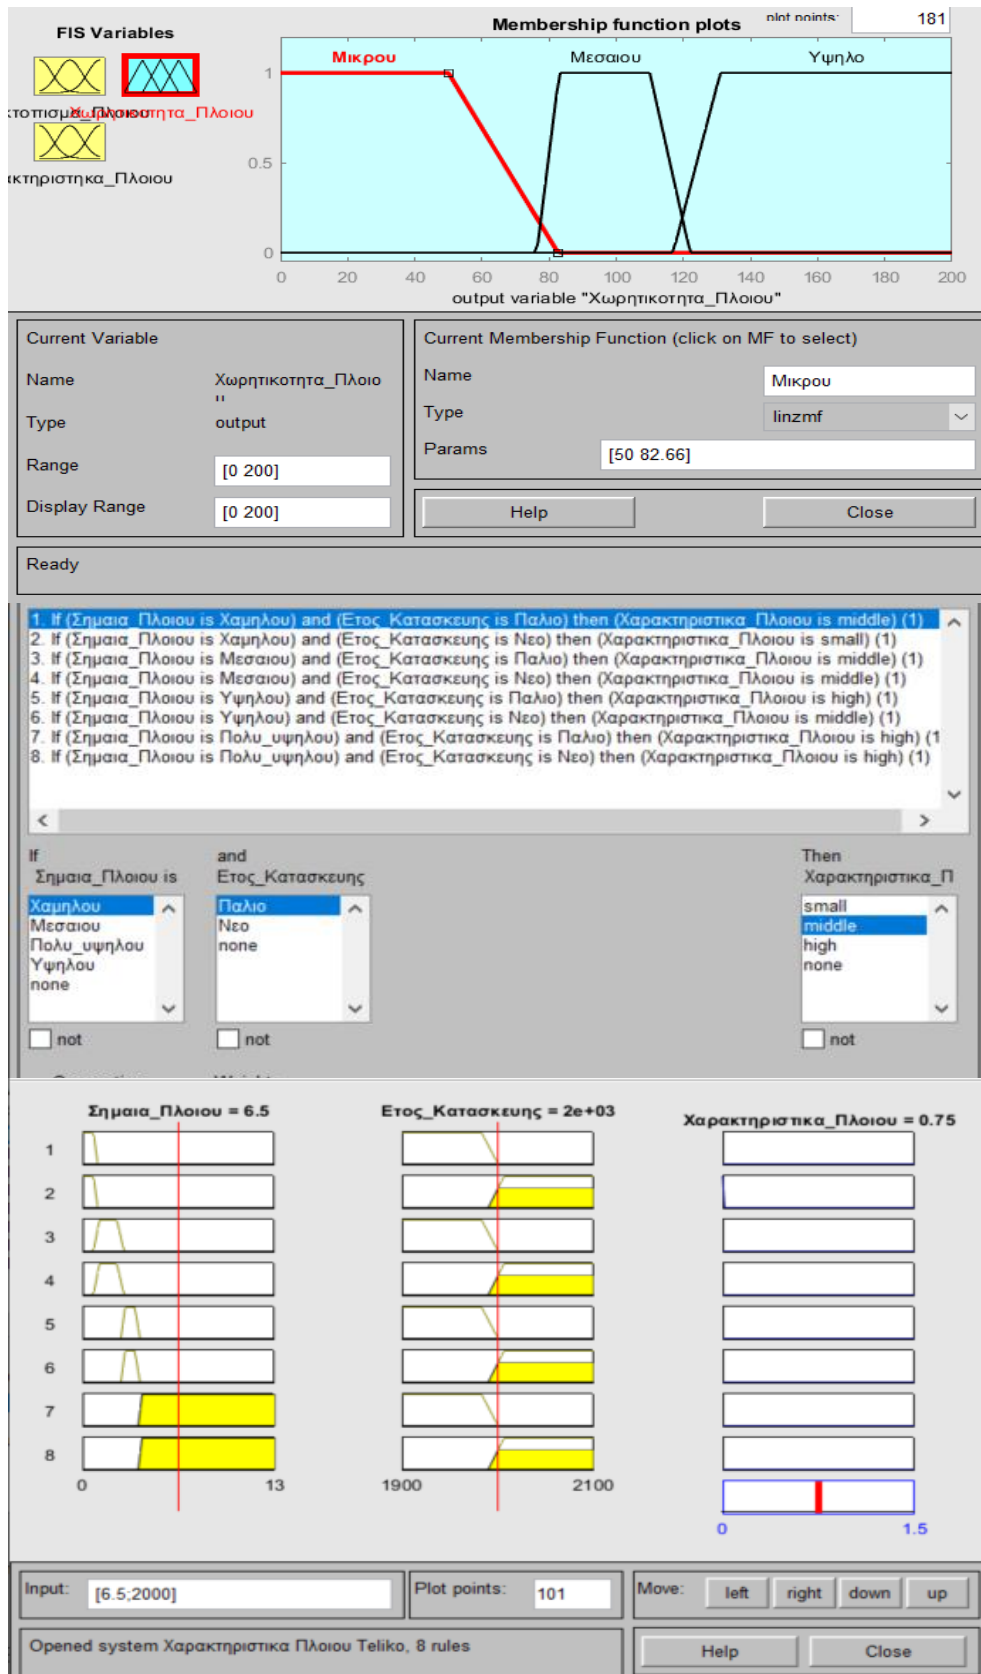 FIS Variables
Membership function plots
plot points:
181
Μικρου
Μεσαιου
Υψηλο
1
0.5
0
κτοπισμα_Πλοιου
Χωρητικοτητα_Πλοιου
ακτηριστηκα_Πλοιου
0 20 40 60 80 100 120 140 160 180 200
output variable "Χωρητικοτητα_Πλοιου"
Current Variable
Name
Χωρητικοτητα_Πλοιο
υ
Type
output
Range
[0 200]
Display Range
[0 200]
Current Membership Function (click on MF to select)
Name
Μικρου
Type
linzmf
Params
[50 82.66]
Help
Close
Ready
1. If (Σημαια_Πλοιου is Χαμηλου) and (Ετος_Κατασκευης is Παλιο) then (Χαρακτηριστικα_Πλοιου is middle) (1)
2. If (Σημαια_Πλοιου is Χαμηλου) and (Ετος_Κατασκευης is Νεο) then (Χαρακτηριστικα_Πλοιου is small) (1)
3. If (Σημαια_Πλοιου is Μεσαιου) and (Ετος_Κατασκευης is Παλιο) then (Χαρακτηριστικα_Πλοιου is middle) (1)
4. If (Σημαια_Πλοιου is Μεσαιου) and (Ετος_Κατασκευης is Νεο) then (Χαρακτηριστικα_Πλοιου is middle) (1)
5. If (Σημαια_Πλοιου is Υψηλου) and (Ετος_Κατασκευης is Παλιο) then (Χαρακτηριστικα_Πλοιου is high) (1)
6. If (Σημαια_Πλοιου is Υψηλου) and (Ετος_Κατασκευης is Νεο) then (Χαρακτηριστικα_Πλοιου is middle) (1)
7. If (Σημαια_Πλοιου is Πολυ_υψηλου) and (Ετος_Κατασκευης is Παλιο) then (Χαρακτηριστικα_Πλοιου is high) (1
8. If (Σημαια_Πλοιου is Πολυ_υψηλου) and (Ετος_Κατασκευης is Νεο) then (Χαρακτηριστικα_Πλοιου is high) (1)
If
Σημαια_Πλοιου is
Χαμηλου
Μεσαιου
Πολυ_υψηλου
Υψηλου
none
not
and
Ετος_Κατασκευης
Παλιο
Νεο
none
not
Then
Χαρακτηριστικα_Π
small
middle
high
none
not
Σημαια_Πλοιου = 6.5
Ετος_Κατασκευης = 2e+03
Χαρακτηριστικα_Πλοιου = 0.75
1
2
3
4
5
6
7
8
0 13
1900 2100
0 1.5
Input:
[6.5;2000]
Plot points:
101
Move:
left right down up
Opened system Χαρακτηριστικα Πλοιου Teliko, 8 rules
Help
Close